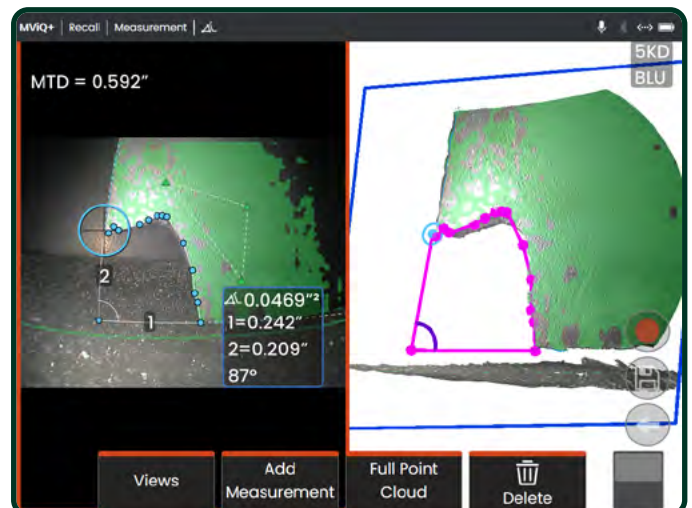 MViQ+ | Recall | Measurement |
5KD
BLU
MTD = 0.592"
2
1
0.0469"²
1=0.242"
2=0.209"
87°
Views
Add
Measurement
Full Point
Cloud
Delete